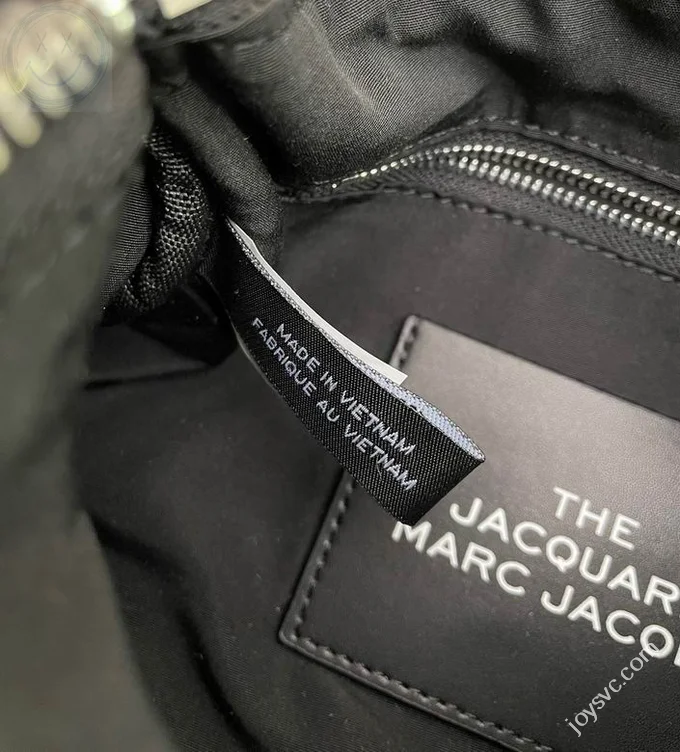 MADE IN VIETNAM
FABRIQUE AU VIETNAM
THE
JACQUAR
MARC JACO
joysvc.com